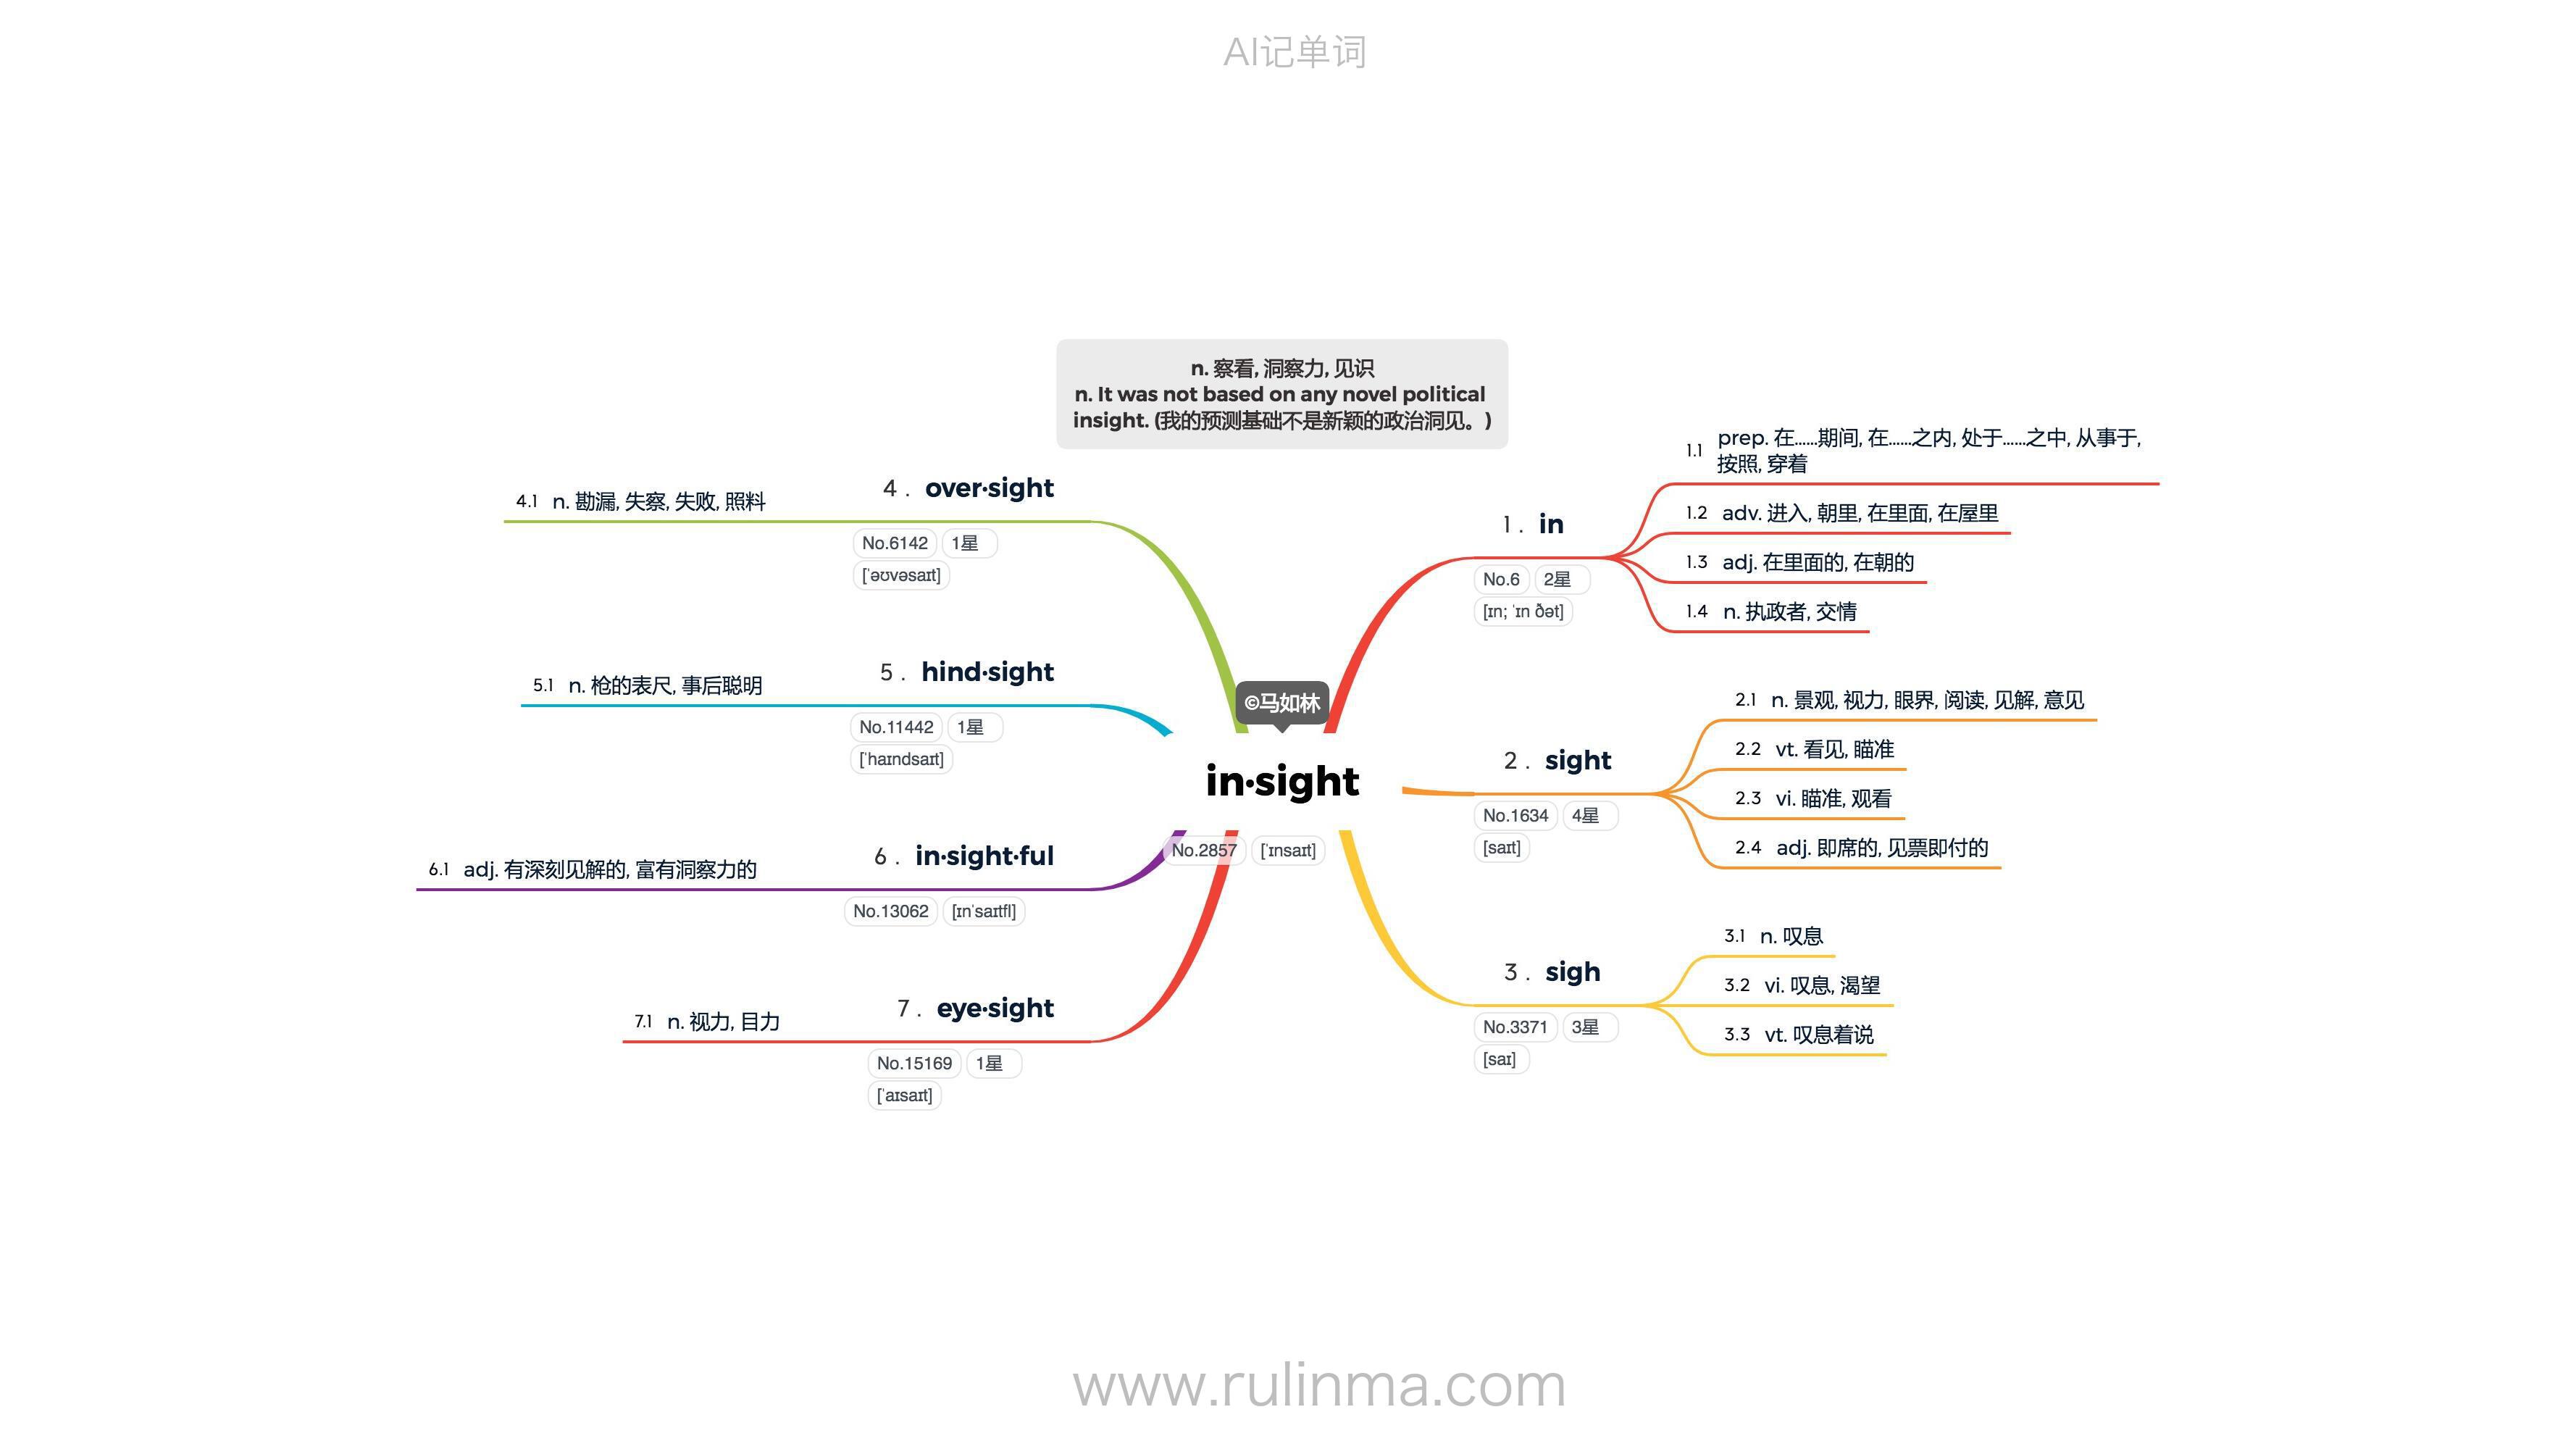 AI记单词
n. 察看, 洞察力, 见识
n. It was not based on any novel political
insight. (我的预测基础不是新颖的政治洞见。)
©马如林
in·sight
No.2857 [ˈɪnsaɪt]
1 . in
No.6 2星
[ɪn; ˈɪn ðət]
1.1 prep. 在……期间, 在……之内, 处于……之中, 从事于,
按照, 穿着
1.2 adv. 进入, 朝里, 在里面, 在屋里
1.3 adj. 在里面的, 在朝的
1.4 n. 执政者, 交情
2 . sight
No.1634 4星
[saɪt]
2.1 n. 景观, 视力, 眼界, 阅读, 见解, 意见
2.2 vt. 看见, 瞄准
2.3 vi. 瞄准, 观看
2.4 adj. 即席的, 见票即付的
3 . sigh
No.3371 3星
[saɪ]
3.1 n. 叹息
3.2 vi. 叹息, 渴望
3.3 vt. 叹息着说
4 . over·sight
No.6142 1星
[ˈəʊvəsaɪt]
4.1 n. 勘漏, 失察, 失败, 照料
5 . hind·sight
No.11442 1星
[ˈhaɪndsaɪt]
5.1 n. 枪的表尺, 事后聪明
6 . in·sight·ful
No.13062 [ɪnˈsaɪtfl]
6.1 adj. 有深刻见解的, 富有洞察力的
7 . eye·sight
No.15169 1星
[ˈaɪsaɪt]
7.1 n. 视力, 目力
www.rulinma.com